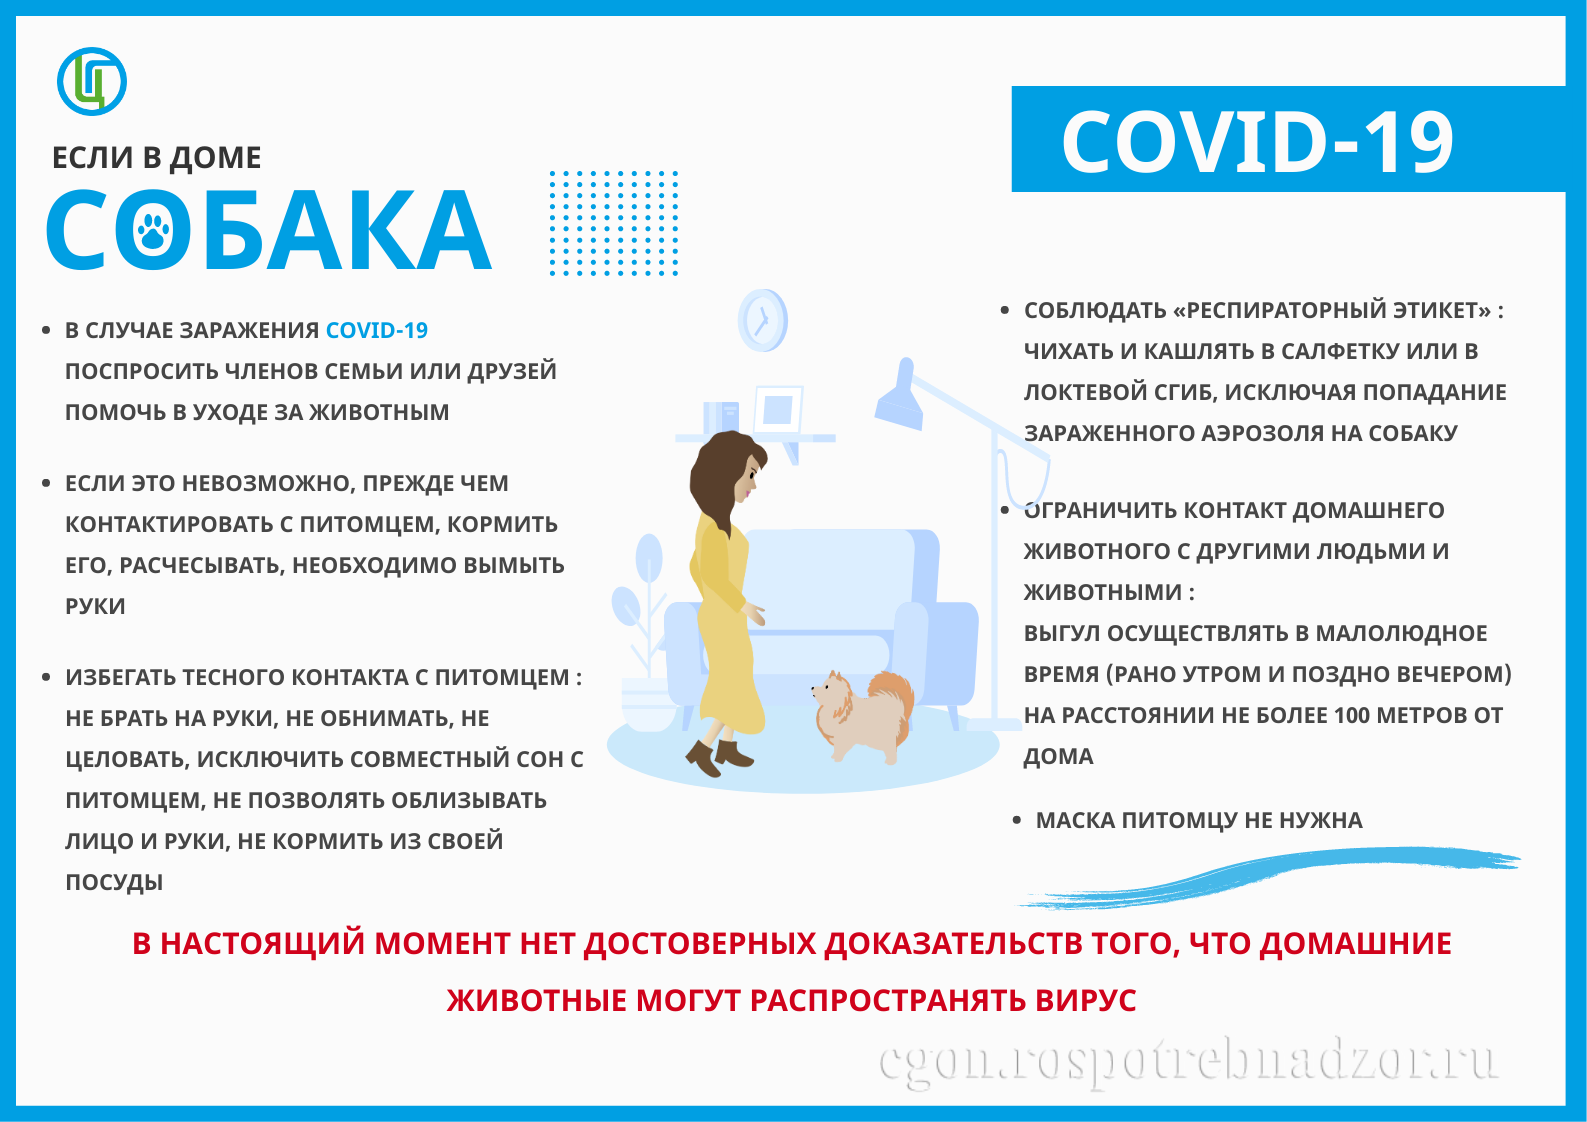 ЕСЛИ В ДОМЕ
СОБАКА
COVID-19
• В СЛУЧАЕ ЗАРАЖЕНИЯ COVID-19
ПОСПРОСИТЬ ЧЛЕНОВ СЕМЬИ ИЛИ ДРУЗЕЙ
ПОМОЧЬ В УХОДЕ ЗА ЖИВОТНЫМ
• ЕСЛИ ЭТО НЕВОЗМОЖНО, ПРЕЖДЕ ЧЕМ
КОНТАКТИРОВАТЬ С ПИТОМЦЕМ, КОРМИТЬ
ЕГО, РАСЧЕСЫВАТЬ, НЕОБХОДИМО ВЫМЫТЬ
РУКИ
• ИЗБЕГАТЬ ТЕСНОГО КОНТАКТА С ПИТОМЦЕМ :
НЕ БРАТЬ НА РУКИ, НЕ ОБНИМАТЬ, НЕ
ЦЕЛОВАТЬ, ИСКЛЮЧИТЬ СОВМЕСТНЫЙ СОН С
ПИТОМЦЕМ, НЕ ПОЗВОЛЯТЬ ОБЛИЗЫВАТЬ
ЛИЦО И РУКИ, НЕ КОРМИТЬ ИЗ СВОЕЙ
ПОСУДЫ
• СОБЛЮДАТЬ «РЕСПИРАТОРНЫЙ ЭТИКЕТ» :
ЧИХАТЬ И КАШЛЯТЬ В САЛФЕТКУ ИЛИ В
ЛОКТЕВОЙ СГИБ, ИСКЛЮЧАЯ ПОПАДАНИЕ
ЗАРАЖЕННОГО АЭРОЗОЛЯ НА СОБАКУ
• ОГРАНИЧИТЬ КОНТАКТ ДОМАШНЕГО
ЖИВОТНОГО С ДРУГИМИ ЛЮДЬМИ И
ЖИВОТНЫМИ :
ВЫГУЛ ОСУЩЕСТВЛЯТЬ В МАЛОЛЮДНОЕ
ВРЕМЯ (РАНО УТРОМ И ПОЗДНО ВЕЧЕРОМ)
НА РАССТОЯНИИ НЕ БОЛЕЕ 100 МЕТРОВ ОТ
ДОМА
• МАСКА ПИТОМЦУ НЕ НУЖНА
В НАСТОЯЩИЙ МОМЕНТ НЕТ ДОСТОВЕРНЫХ ДОКАЗАТЕЛЬСТВ ТОГО, ЧТО ДОМАШНИЕ
ЖИВОТНЫЕ МОГУТ РАСПРОСТРАНЯТЬ ВИРУС
cgon.rospotrebnadzor.ru